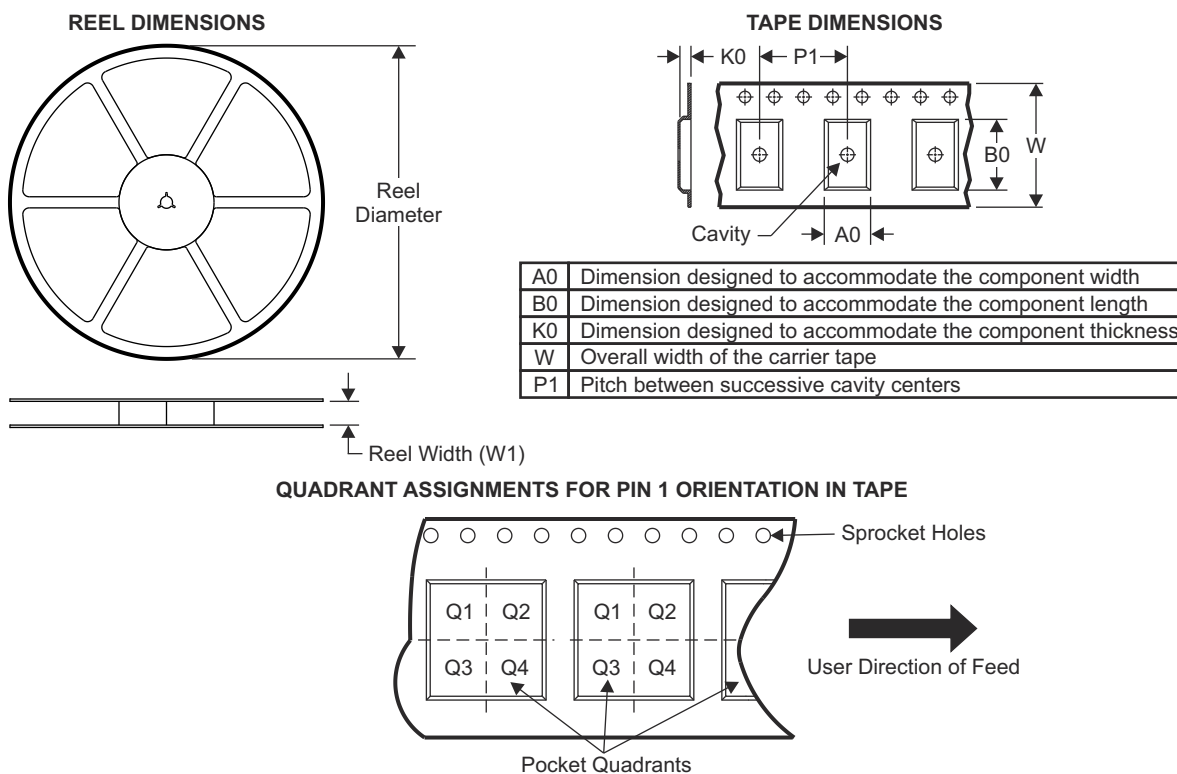 REEL DIMENSIONS
Reel
Diameter
Reel Width (W1)
TAPE DIMENSIONS
K0
P1
B0
W
Cavity
A0
A0 Dimension designed to accommodate the component width
B0 Dimension designed to accommodate the component length
K0 Dimension designed to accommodate the component thickness
W Overall width of the carrier tape
P1 Pitch between successive cavity centers
QUADRANT ASSIGNMENTS FOR PIN 1 ORIENTATION IN TAPE
Sprocket Holes
Q1 Q2 Q1 Q2
Q3 Q4 Q3 Q4
User Direction of Feed
Pocket Quadrants